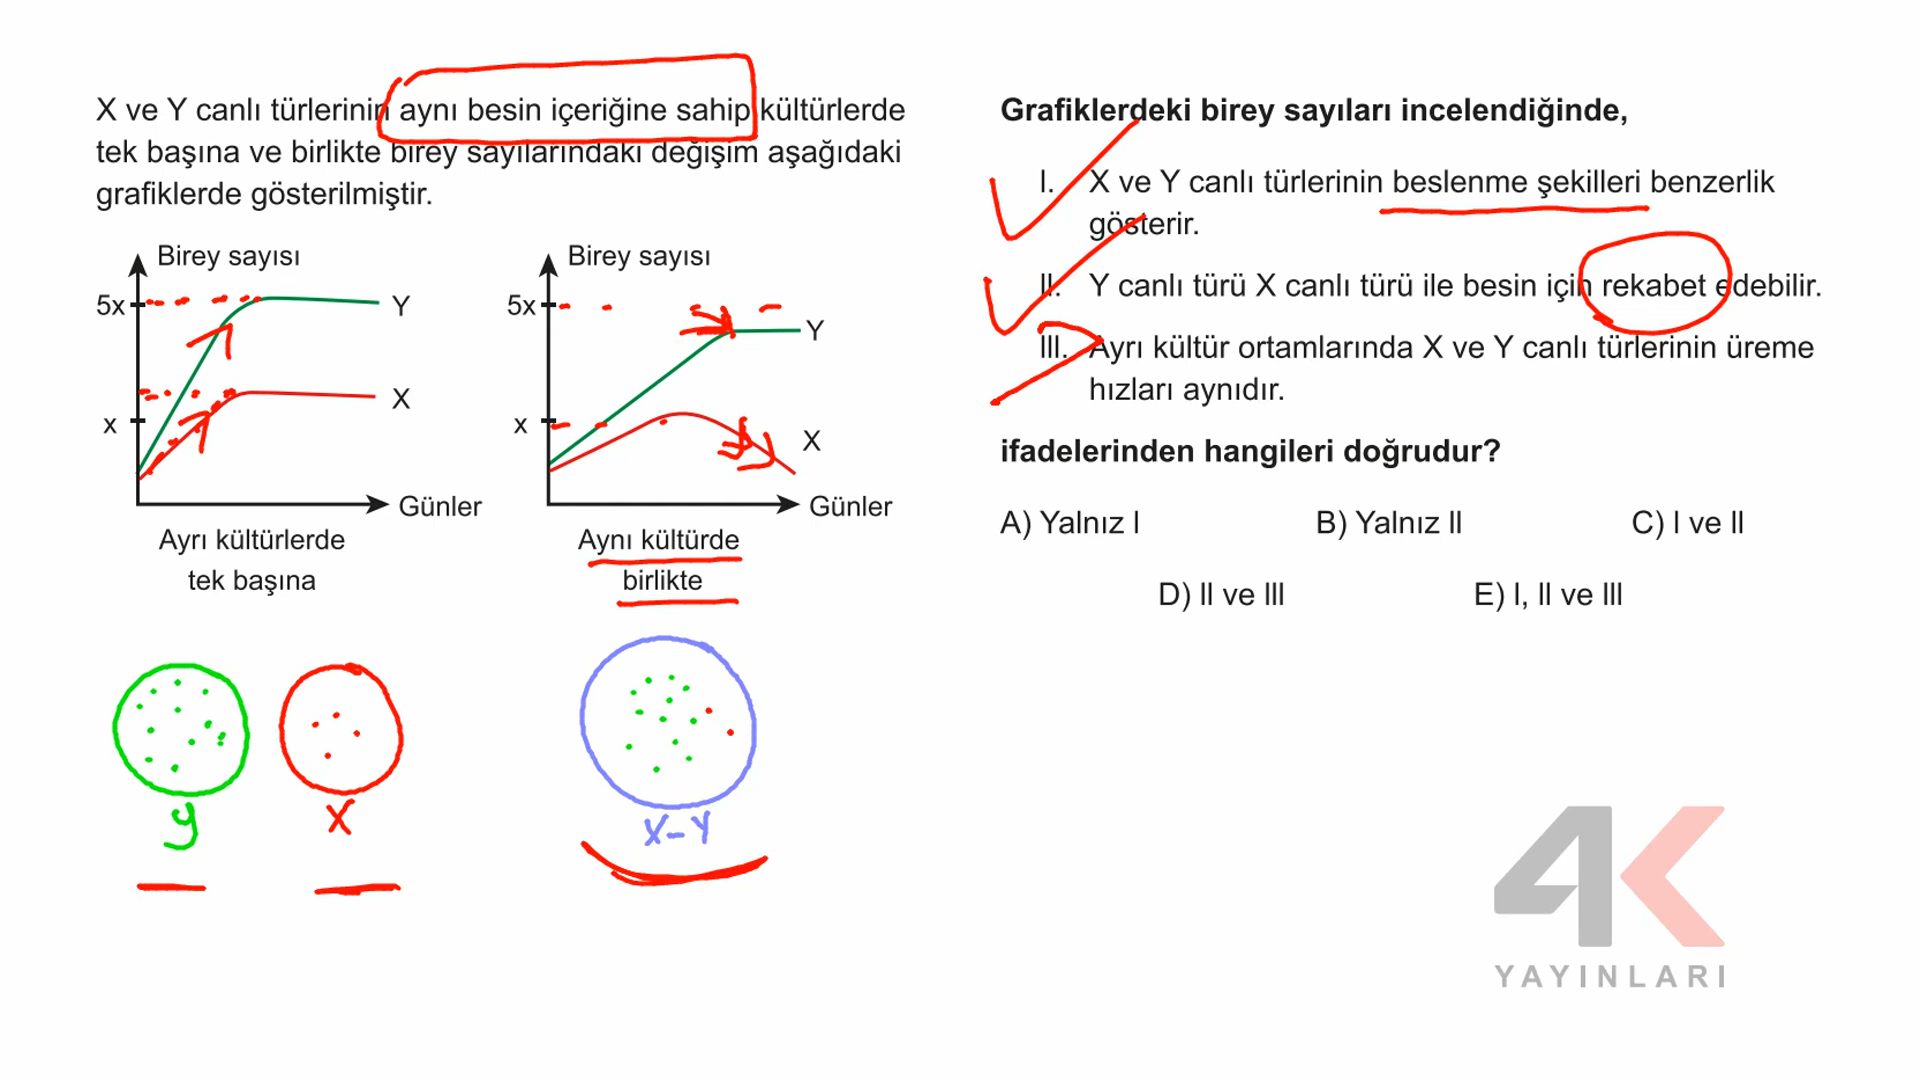 X ve Y canlı türlerinin aynı besin içeriğine sahip kültürlerde
tek başına ve birlikte birey sayılarındaki değişim aşağıdaki
grafiklerde gösterilmiştir.
Birey sayısı
5x
x
Y
X
Günler
Ayrı kültürlerde
tek başına
Birey sayısı
5x
x
Y
X
Günler
Aynı kültürde
birlikte
y
X
X-Y
Grafiklerdeki birey sayıları incelendiğinde,
I. X ve Y canlı türlerinin beslenme şekilleri benzerlik
gösterir.
II. Y canlı türü X canlı türü ile besin için rekabet edebilir.
III. Ayrı kültür ortamlarında X ve Y canlı türlerinin üreme
hızları aynıdır.
ifadelerinden hangileri doğrudur?
A) Yalnız I B) Yalnız II C) I ve II
D) II ve III E) I, II ve III
4K
YAYINLARI